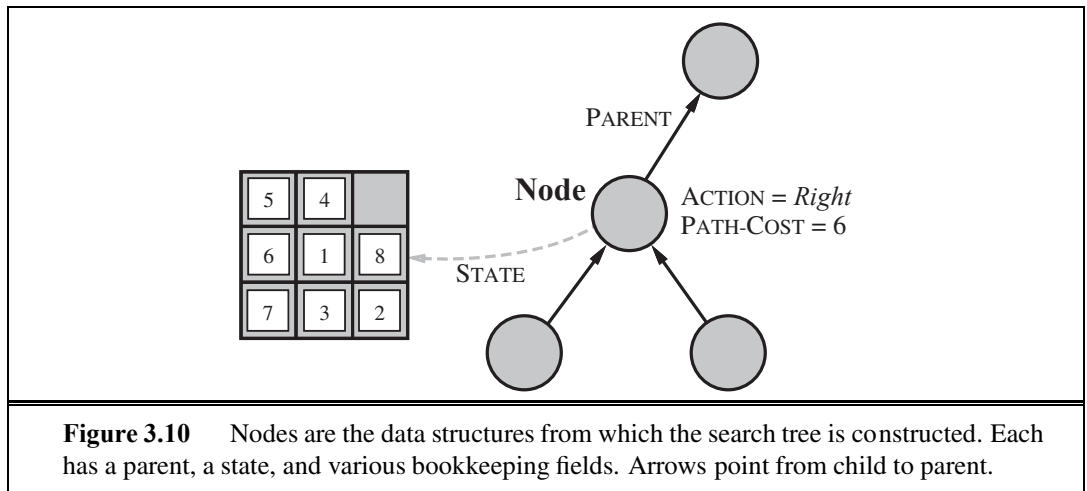 PARENT
Node
ACTION = Right
PATH-COST = 6
5 4
6 1 8
STATE
7 3 2
Figure 3.10 Nodes are the data structures from which the search tree is constructed. Each
has a parent, a state, and various bookkeeping fields. Arrows point from child to parent.